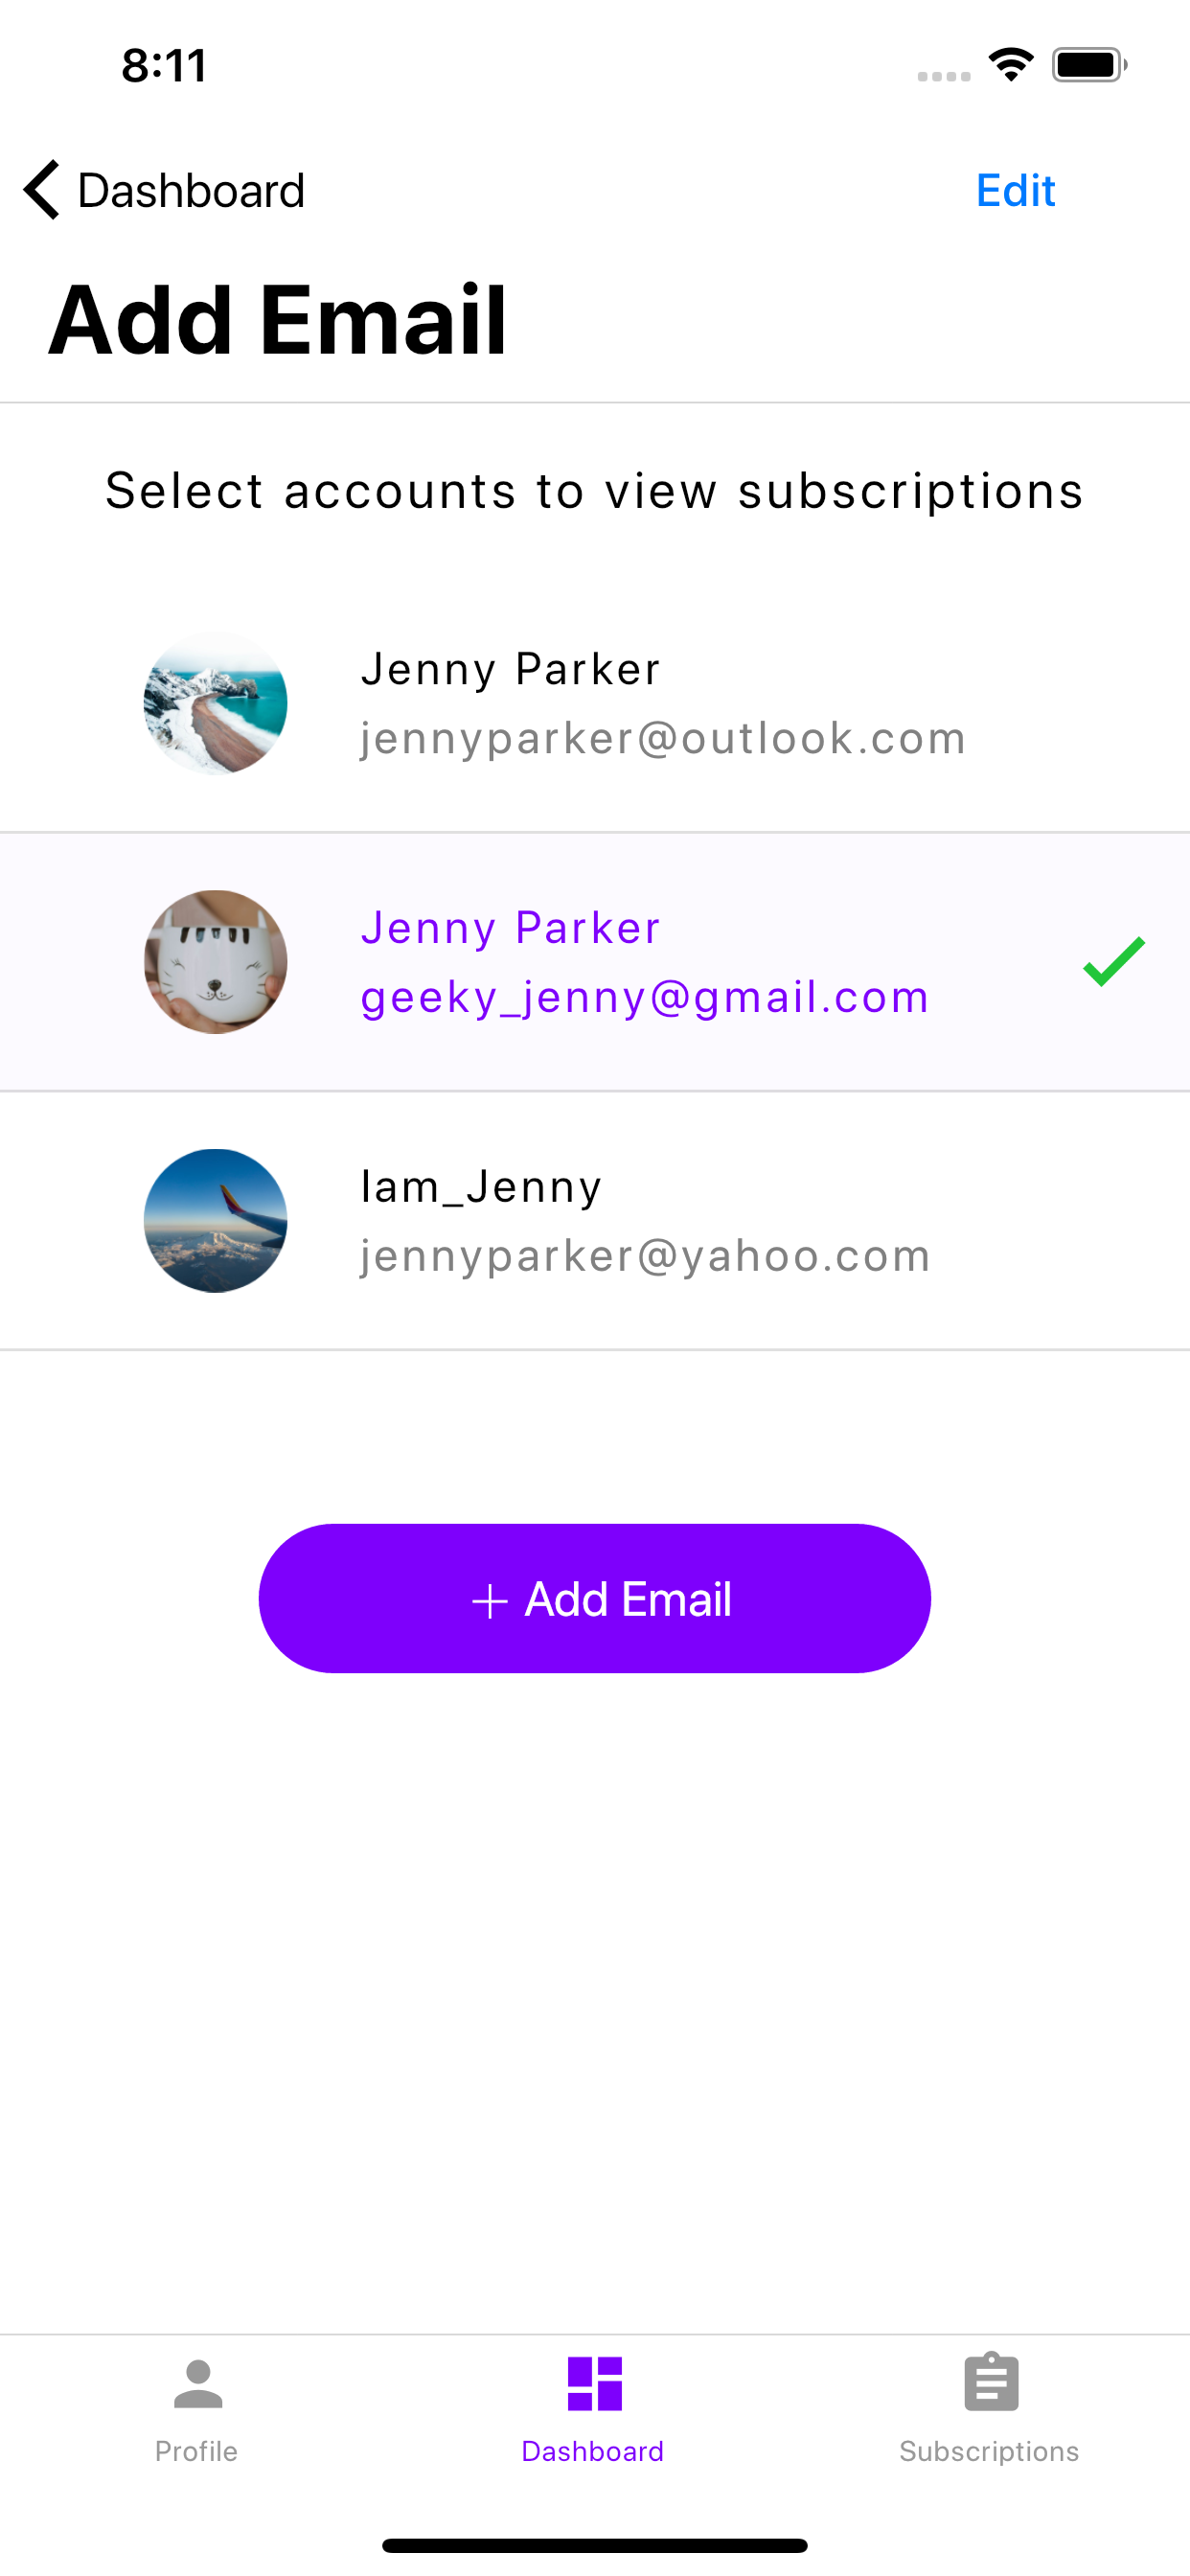 8:11
Dashboard
Edit
Add Email
Select accounts to view subscriptions
Jenny Parker
jennyparker@outlook.com
Jenny Parker
geeky_jenny@gmail.com
Iam_Jenny
jennyparker@yahoo.com
+ Add Email
Profile
Dashboard
Subscriptions